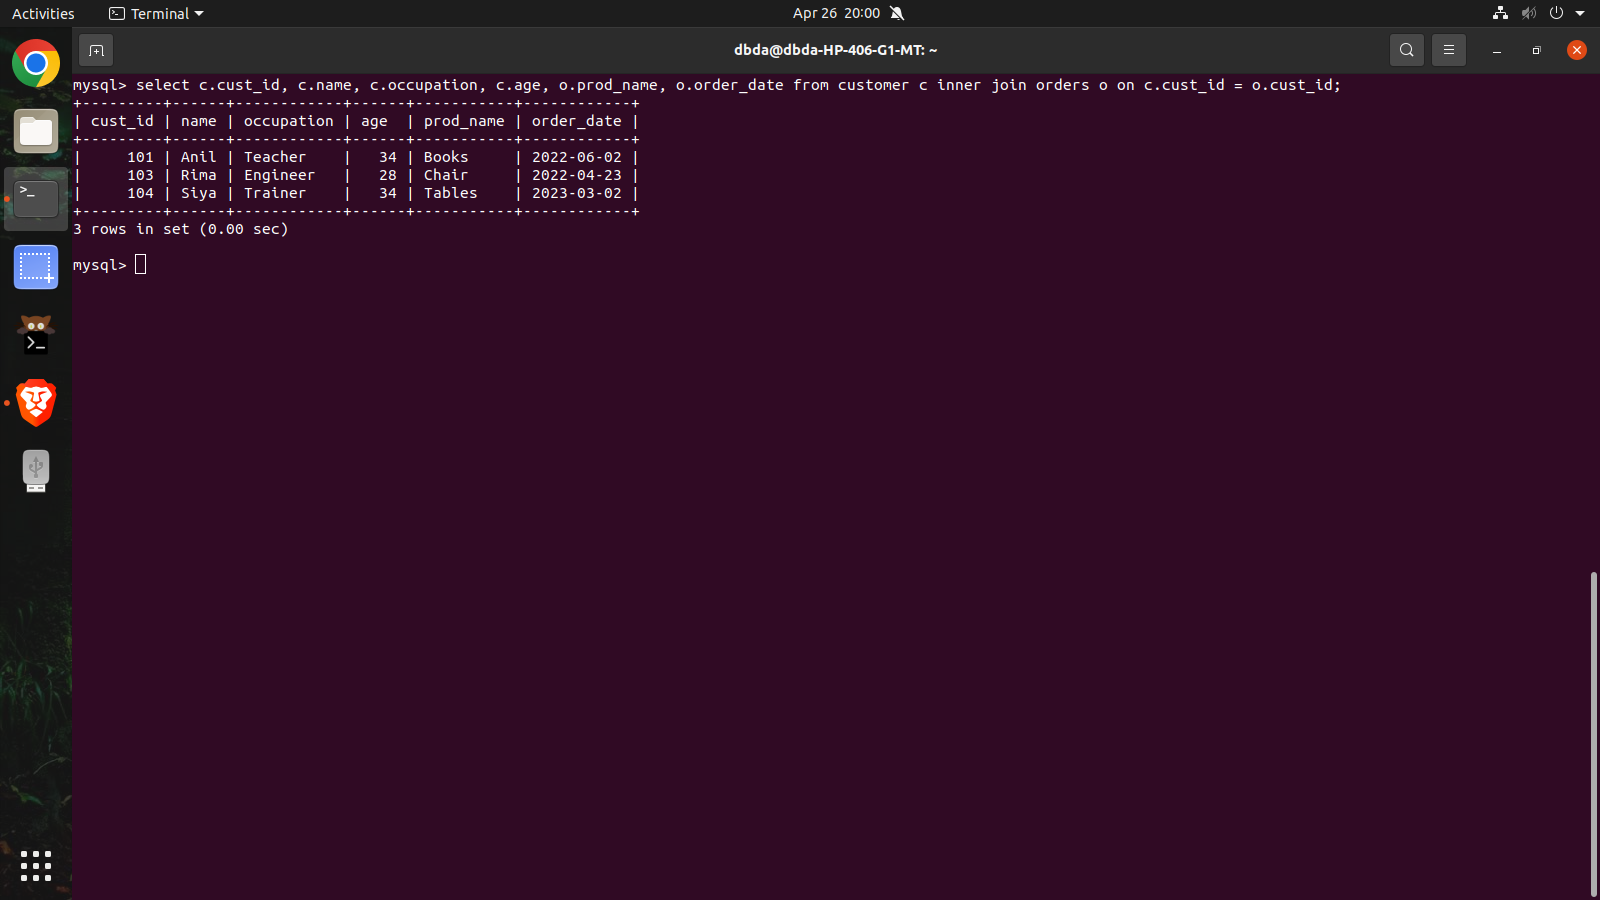 Activities Terminal Apr 26 20:00
dbda@dbda-HP-406-G1-MT: ~
mysql> select c.cust_id, c.name, c.occupation, c.age, o.prod_name, o.order_date from customer c inner join orders o on c.cust_id = o.cust_id;
+---------+------+------------+------+-----------+------------+
| cust_id | name | occupation | age  | prod_name | order_date |
+---------+------+------------+------+-----------+------------+
|     101 | Anil | Teacher    |   34 | Books     | 2022-06-02 |
|     103 | Rima | Engineer   |   28 | Chair     | 2022-04-23 |
|     104 | Siya | Trainer    |   34 | Tables    | 2023-03-02 |
+---------+------+------------+------+-----------+------------+
3 rows in set (0.00 sec)
mysql>